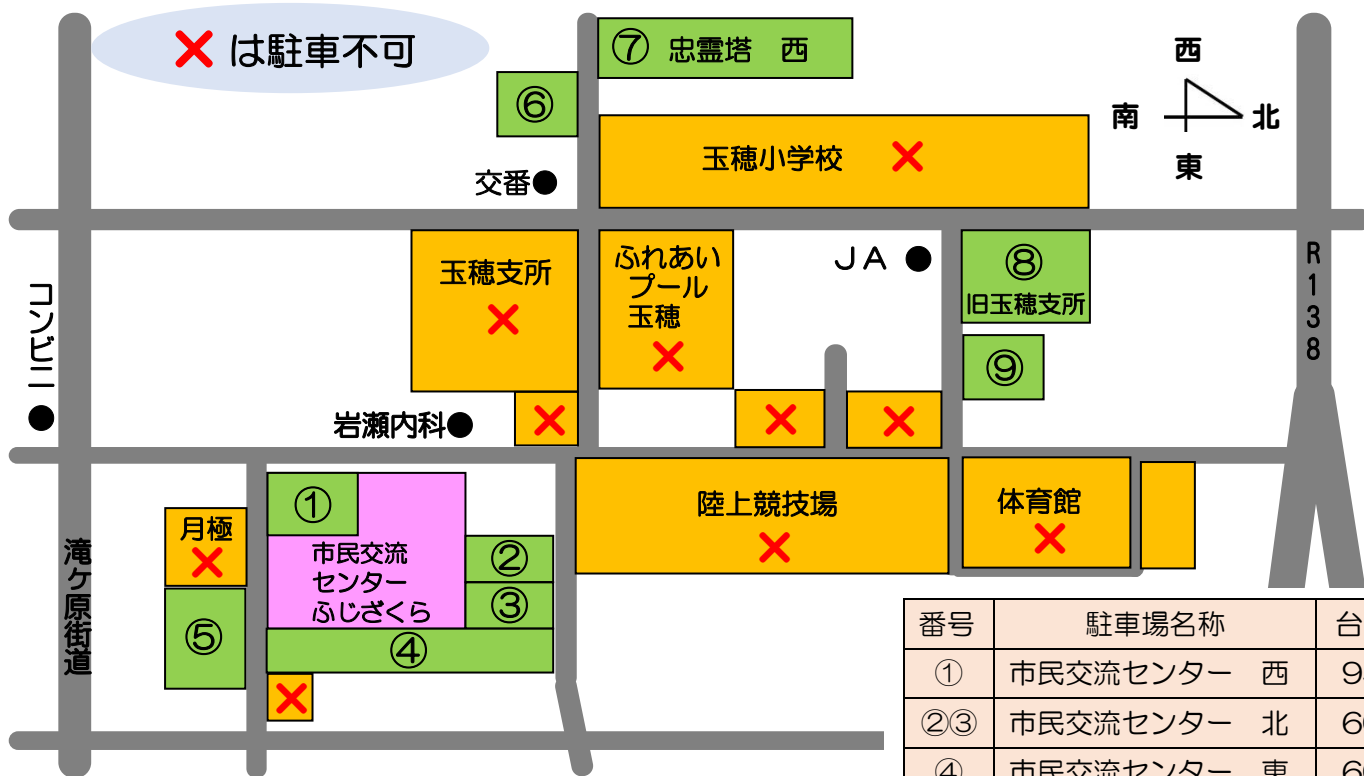 ✕ は駐車不可
⑦ 忠霊塔 西
⑥
西
南
北
東
玉穂小学校
交番●
玉穂支所
ふれあい
プール
玉穂
JA ●
⑧
旧玉穂支所
⑨
R138
コンビニ●
岩瀬内科●
①
市民交流
センター
ふじざくら
②
③
④
月極
⑤
滝ケ原街道
陸上競技場
体育館
番号 駐車場名称
① 市民交流センター 西
②③ 市民交流センター 北
④ 市民交流センター 東